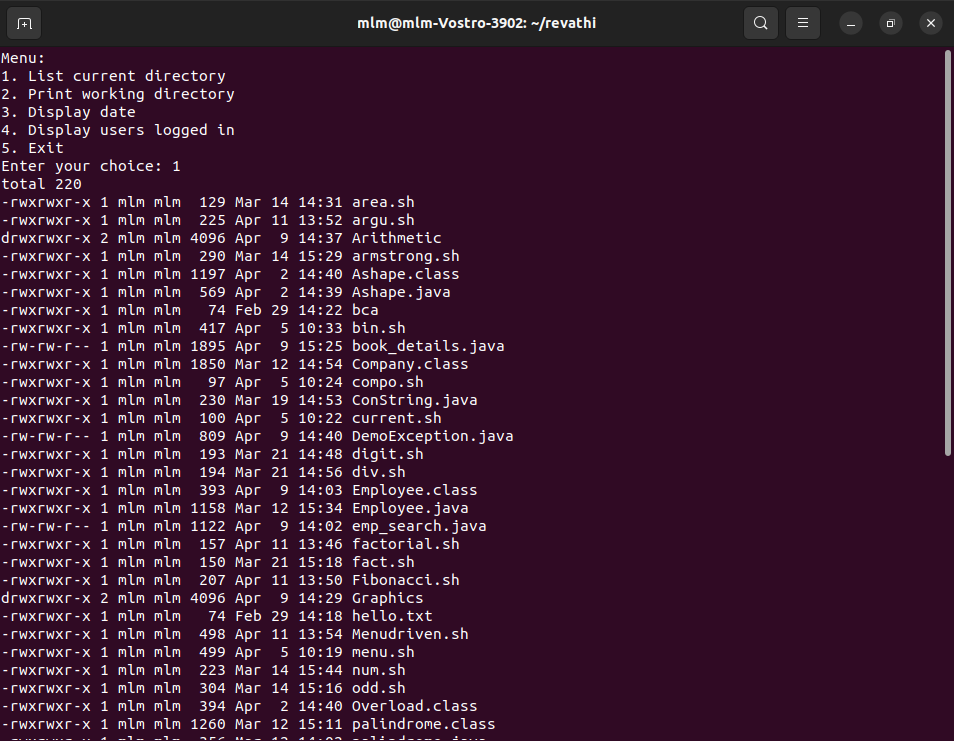 mlm@mlm-Vostro-3902: ~/revathi
Menu:
1. List current directory
2. Print working directory
3. Display date
4. Display users logged in
5. Exit
Enter your choice: 1
total 220
-rwxrwxr-x 1 mlm mlm  129 Mar 14 14:31 area.sh
-rwxrwxr-x 1 mlm mlm  225 Apr 11 13:52 argu.sh
drwxrwxr-x 2 mlm mlm 4096 Apr  9 14:37 Arithmetic
-rwxrwxr-x 1 mlm mlm  290 Mar 14 15:29 armstrong.sh
-rwxrwxr-x 1 mlm mlm 1197 Apr  2 14:40 Ashape.class
-rwxrwxr-x 1 mlm mlm  569 Apr  2 14:39 Ashape.java
-rwxrwxr-x 1 mlm mlm   74 Feb 29 14:22 bca
-rwxrwxr-x 1 mlm mlm  417 Apr  5 10:33 bin.sh
-rw-rw-r-- 1 mlm mlm 1895 Apr  9 15:25 book_details.java
-rwxrwxr-x 1 mlm mlm 1850 Mar 12 14:54 Company.class
-rwxrwxr-x 1 mlm mlm   97 Apr  5 10:24 compo.sh
-rwxrwxr-x 1 mlm mlm  230 Mar 19 14:53 ConString.java
-rwxrwxr-x 1 mlm mlm  100 Apr  5 10:22 current.sh
-rw-rw-r-- 1 mlm mlm  809 Apr  9 14:40 DemoException.java
-rwxrwxr-x 1 mlm mlm  193 Mar 21 14:48 digit.sh
-rwxrwxr-x 1 mlm mlm  194 Mar 21 14:56 div.sh
-rwxrwxr-x 1 mlm mlm  393 Apr  9 14:03 Employee.class
-rwxrwxr-x 1 mlm mlm 1158 Mar 12 15:34 Employee.java
-rw-rw-r-- 1 mlm mlm 1122 Apr  9 14:02 emp_search.java
-rwxrwxr-x 1 mlm mlm  157 Apr 11 13:46 factorial.sh
-rwxrwxr-x 1 mlm mlm  150 Mar 21 15:18 fact.sh
-rwxrwxr-x 1 mlm mlm  207 Apr 11 13:50 Fibonacci.sh
drwxrwxr-x 2 mlm mlm 4096 Apr  9 14:29 Graphics
-rwxrwxr-x 1 mlm mlm   74 Feb 29 14:18 hello.txt
-rwxrwxr-x 1 mlm mlm  498 Apr 11 13:54 Menudriven.sh
-rwxrwxr-x 1 mlm mlm  499 Apr  5 10:19 menu.sh
-rwxrwxr-x 1 mlm mlm  223 Mar 14 15:44 num.sh
-rwxrwxr-x 1 mlm mlm  304 Mar 14 15:16 odd.sh
-rwxrwxr-x 1 mlm mlm  394 Apr  2 14:40 Overload.class
-rwxrwxr-x 1 mlm mlm 1260 Mar 12 15:11 palindrome.class